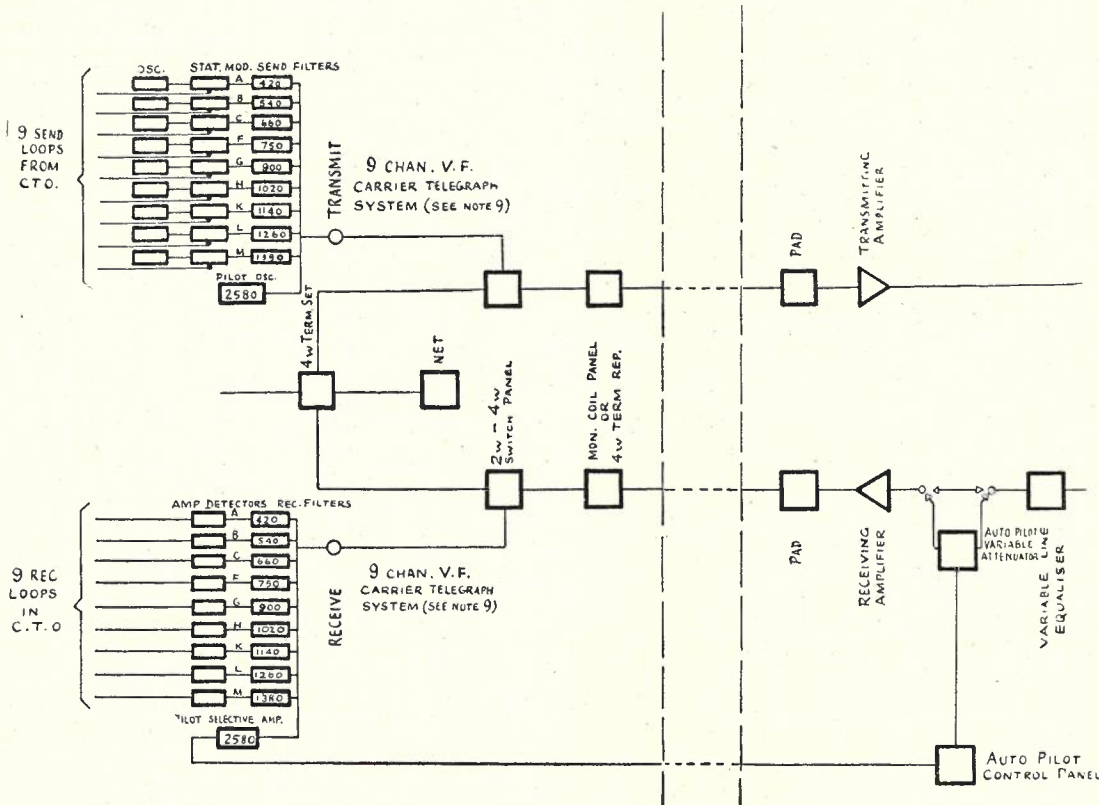 OSC. STAT. MOD. SEND FILTERS
A 420
B 540
C 660
F 750
G 900
H 1020
K 1140
L 1260
M 1390
PILOT OSC.
2580
9 SEND
LOOPS
FROM
C.T.O.
TRANSMIT
9 CHAN. V.F.
CARRIER TELEGRAPH
SYSTEM (SEE NOTE 9)
4W TERM. SET
NET
2W - 4W
SWITCH PANEL
MON. COIL PANEL
OR
4W TERM REP.
PAD
TRANSMITTING
AMPLIFIER
AMP DETECTORS REC. FILTERS
A 420
B 540
C 660
F 750
G 900
H 1020
K 1140
L 1260
M 1380
PILOT SELECTIVE AMP.
2580
9 REC
LOOPS
IN
C.T.O
RECEIVE
9 CHAN. V.F.
CARRIER TELEGRAPH
SYSTEM (SEE NOTE 9)
PAD
RECEIVING
AMPLIFIER
AUTO PILOT
VARIABLE
ATTENUATOR
VARIABLE LINE
EQUALISER
AUTO PILOT
CONTROL PANEL